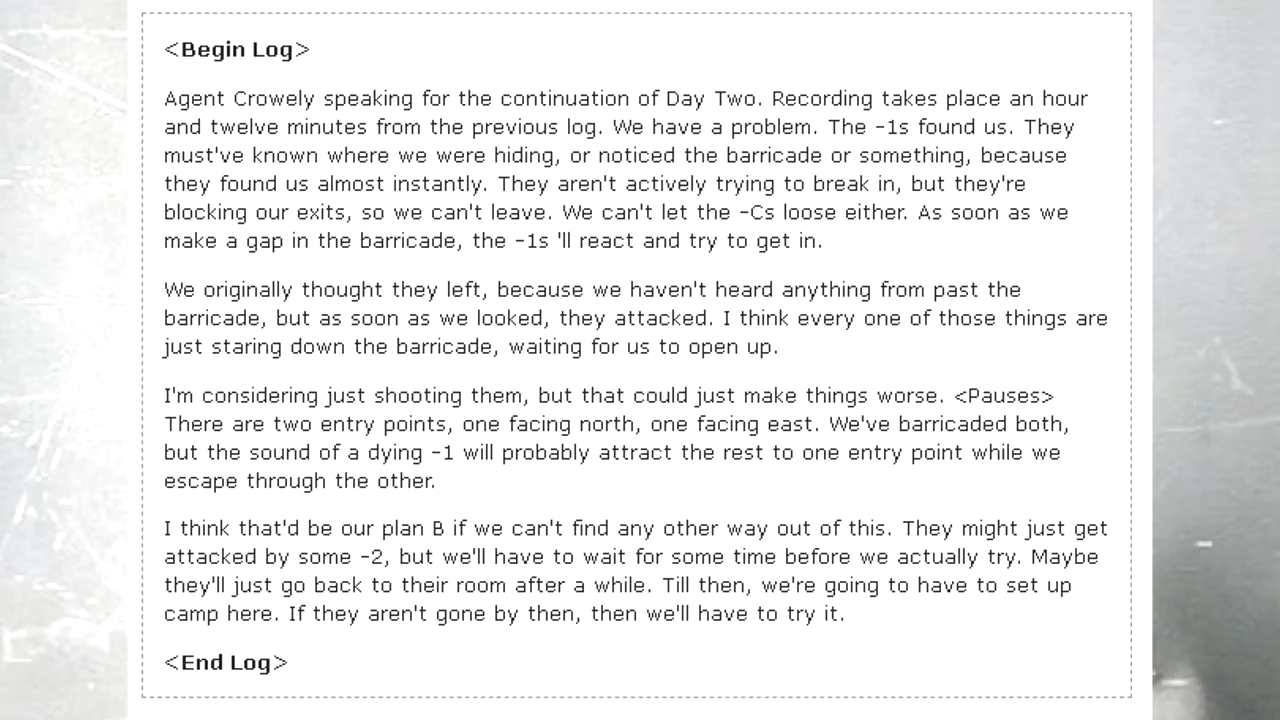 <Begin Log>
Agent Crowely speaking for the continuation of Day Two. Recording takes place an hour
and twelve minutes from the previous log. We have a problem. The -1s found us. They
must've known where we were hiding, or noticed the barricade or something, because
they found us almost instantly. They aren't actively trying to break in, but they're
blocking our exits, so we can't leave. We can't let the -Cs loose either. As soon as we
make a gap in the barricade, the -1s 'll react and try to get in.
We originally thought they left, because we haven't heard anything from past the
barricade, but as soon as we looked, they attacked. I think every one of those things are
just staring down the barricade, waiting for us to open up.
I'm considering just shooting them, but that could just make things worse. <Pauses>
There are two entry points, one facing north, one facing east. We've barricaded both,
but the sound of a dying -1 will probably attract the rest to one entry point while we
escape through the other.
I think that'd be our plan B if we can't find any other way out of this. They might just get
attacked by some -2, but we'll have to wait for some time before we actually try. Maybe
they'll just go back to their room after a while. Till then, we're going to have to set up
camp here. If they aren't gone by then, then we'll have to try it.
<End Log>